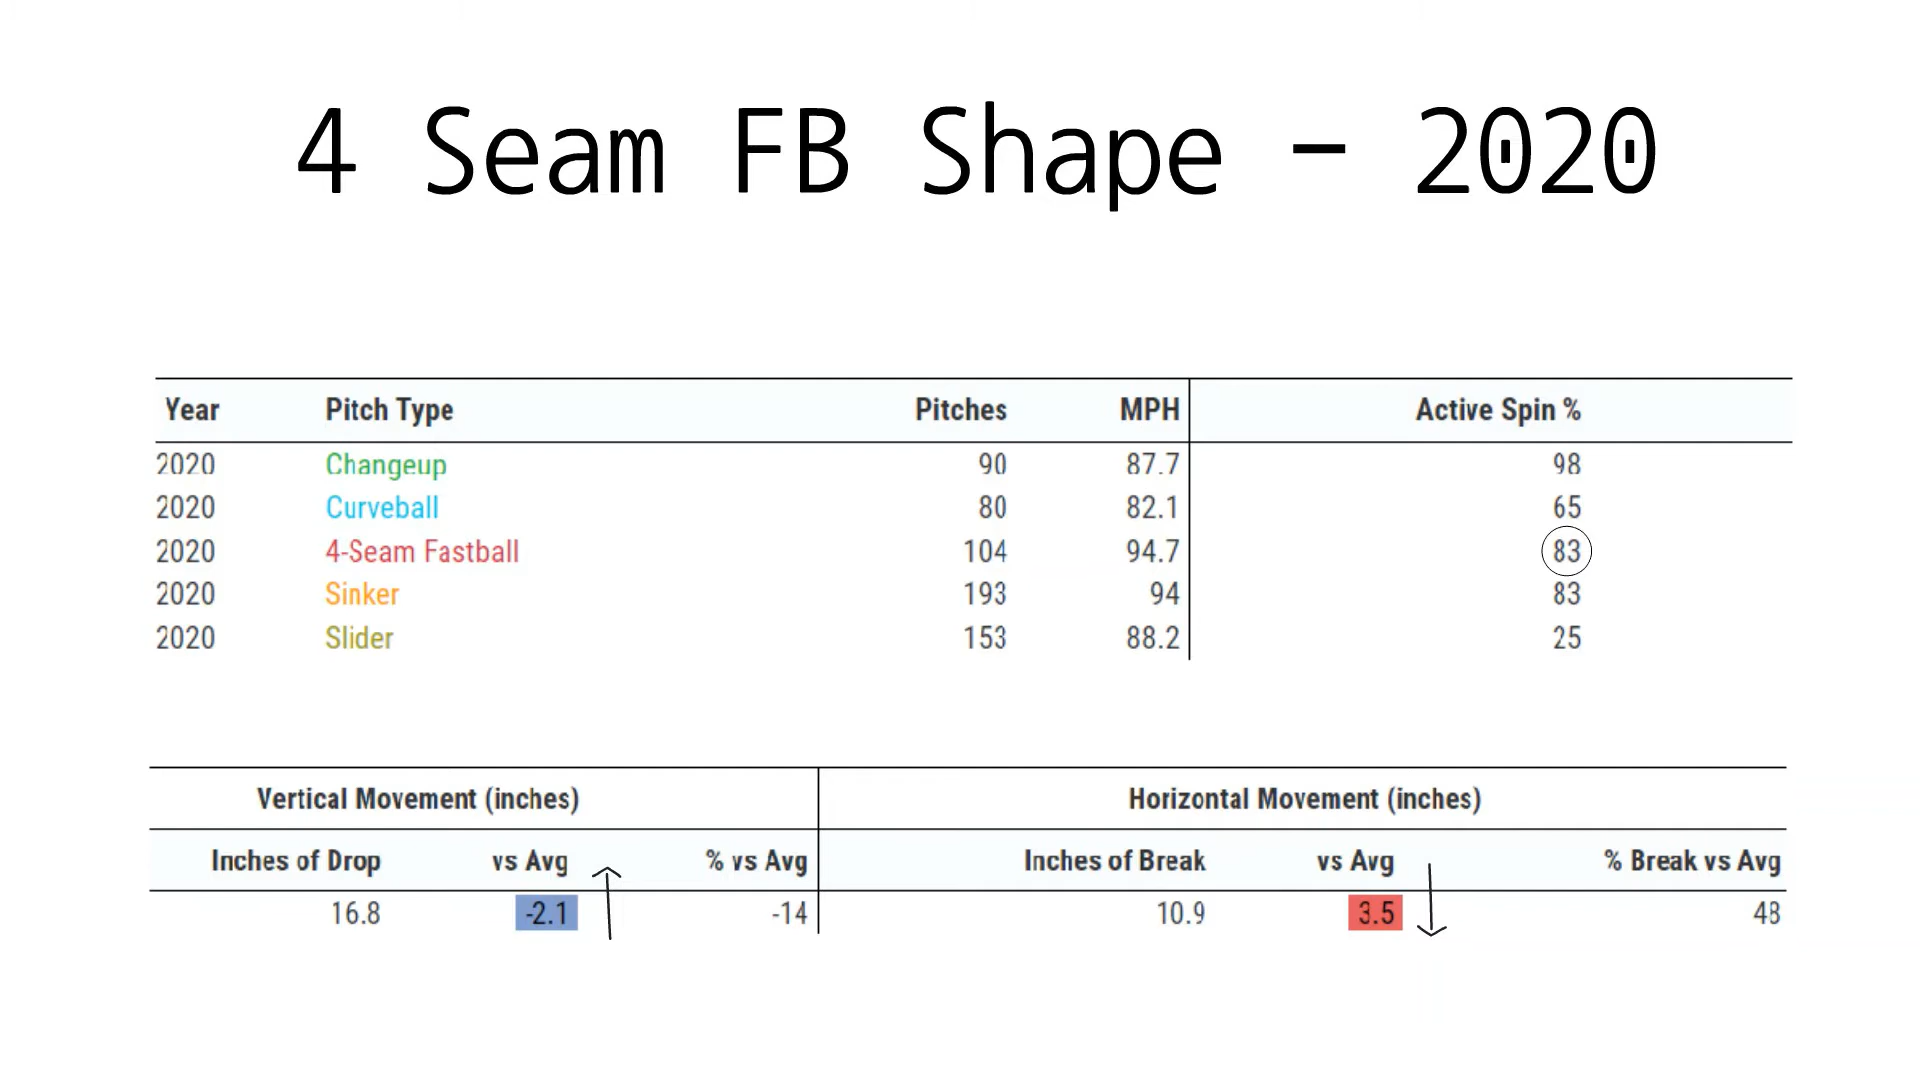 4 Seam FB Shape - 2020
Year Pitch Type Pitches MPH Active Spin %
2020 Changeup 90 87.7 98
2020 Curveball 80 82.1 65
2020 4-Seam Fastball 104 94.7 83
2020 Sinker 193 94 83
2020 Slider 153 88.2 25
Vertical Movement (inches) Horizontal Movement (inches)
Inches of Drop vs Avg % vs Avg Inches of Break vs Avg % Break vs Avg
16.8 -2.1 -14 10.9 3.5 48